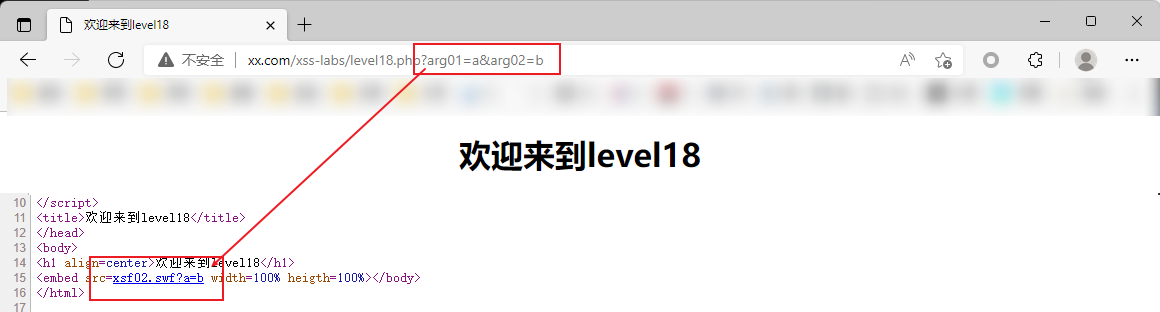 欢迎来到level18
不安全 xx.com/xss-labs/level18.php?arg01=a&arg02=b
欢迎来到level18
10 </script>
11 <title>欢迎来到level18</title>
12 </head>
13 <body>
14 <h1 align=center>欢迎来到level18</h1>
15 <embed src=xsf02.swf?a=b width=100% heigth=100%></body>
16 </html>
17